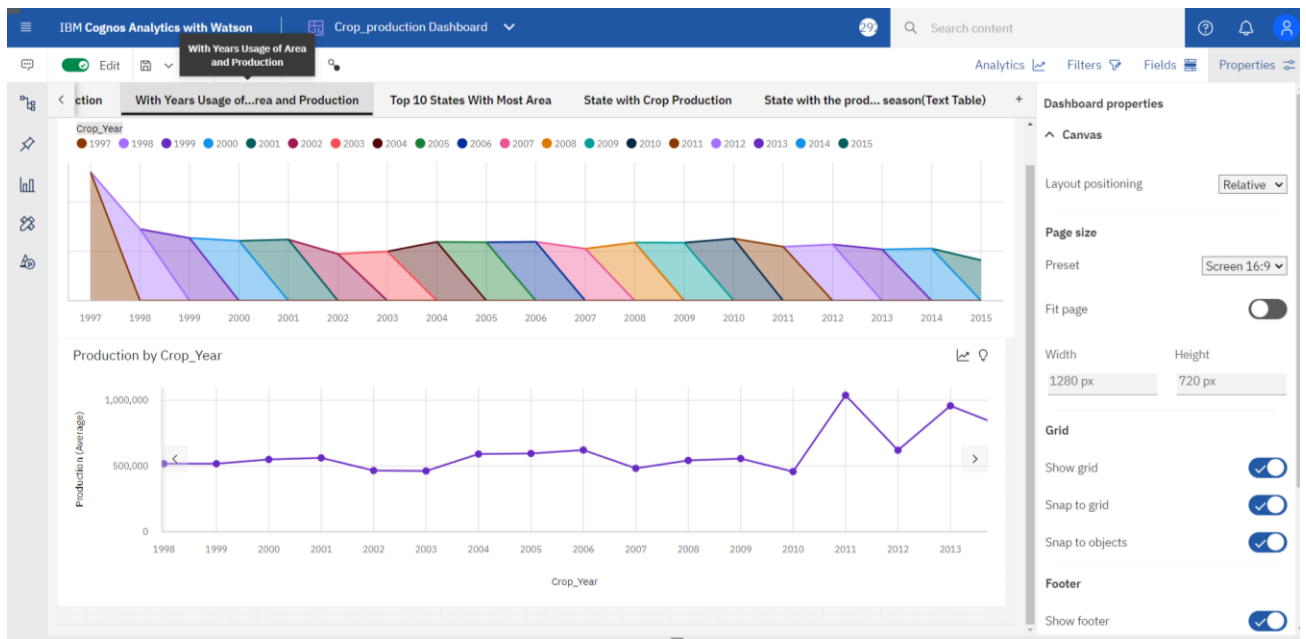 IBM Cognos Analytics with Watson
Crop_production Dashboard
292
Search content
With Years Usage of Area
and Production
Edit
Analytics
Filters
Fields
Properties
ction
With Years Usage of...rea and Production
Top 10 States With Most Area
State with Crop Production
State with the prod... season(Text Table)
+
Crop_Year
1997 1998 1999 2000 2001 2002 2003 2004 2005 2006 2007 2008 2009 2010 2011 2012 2013 2014 2015
1997 1998 1999 2000 2001 2002 2003 2004 2005 2006 2007 2008 2009 2010 2011 2012 2013 2014 2015
Production by Crop_Year
Production (Average)
1,000,000
500,000
0
1998 1999 2000 2001 2002 2003 2004 2005 2006 2007 2008 2009 2010 2011 2012 2013
Crop_Year
Dashboard properties
Canvas
Layout positioning
Relative
Page size
Preset
Screen 16:9
Fit page
Width
Height
1280 px
720 px
Grid
Show grid
Snap to grid
Snap to objects
Footer
Show footer